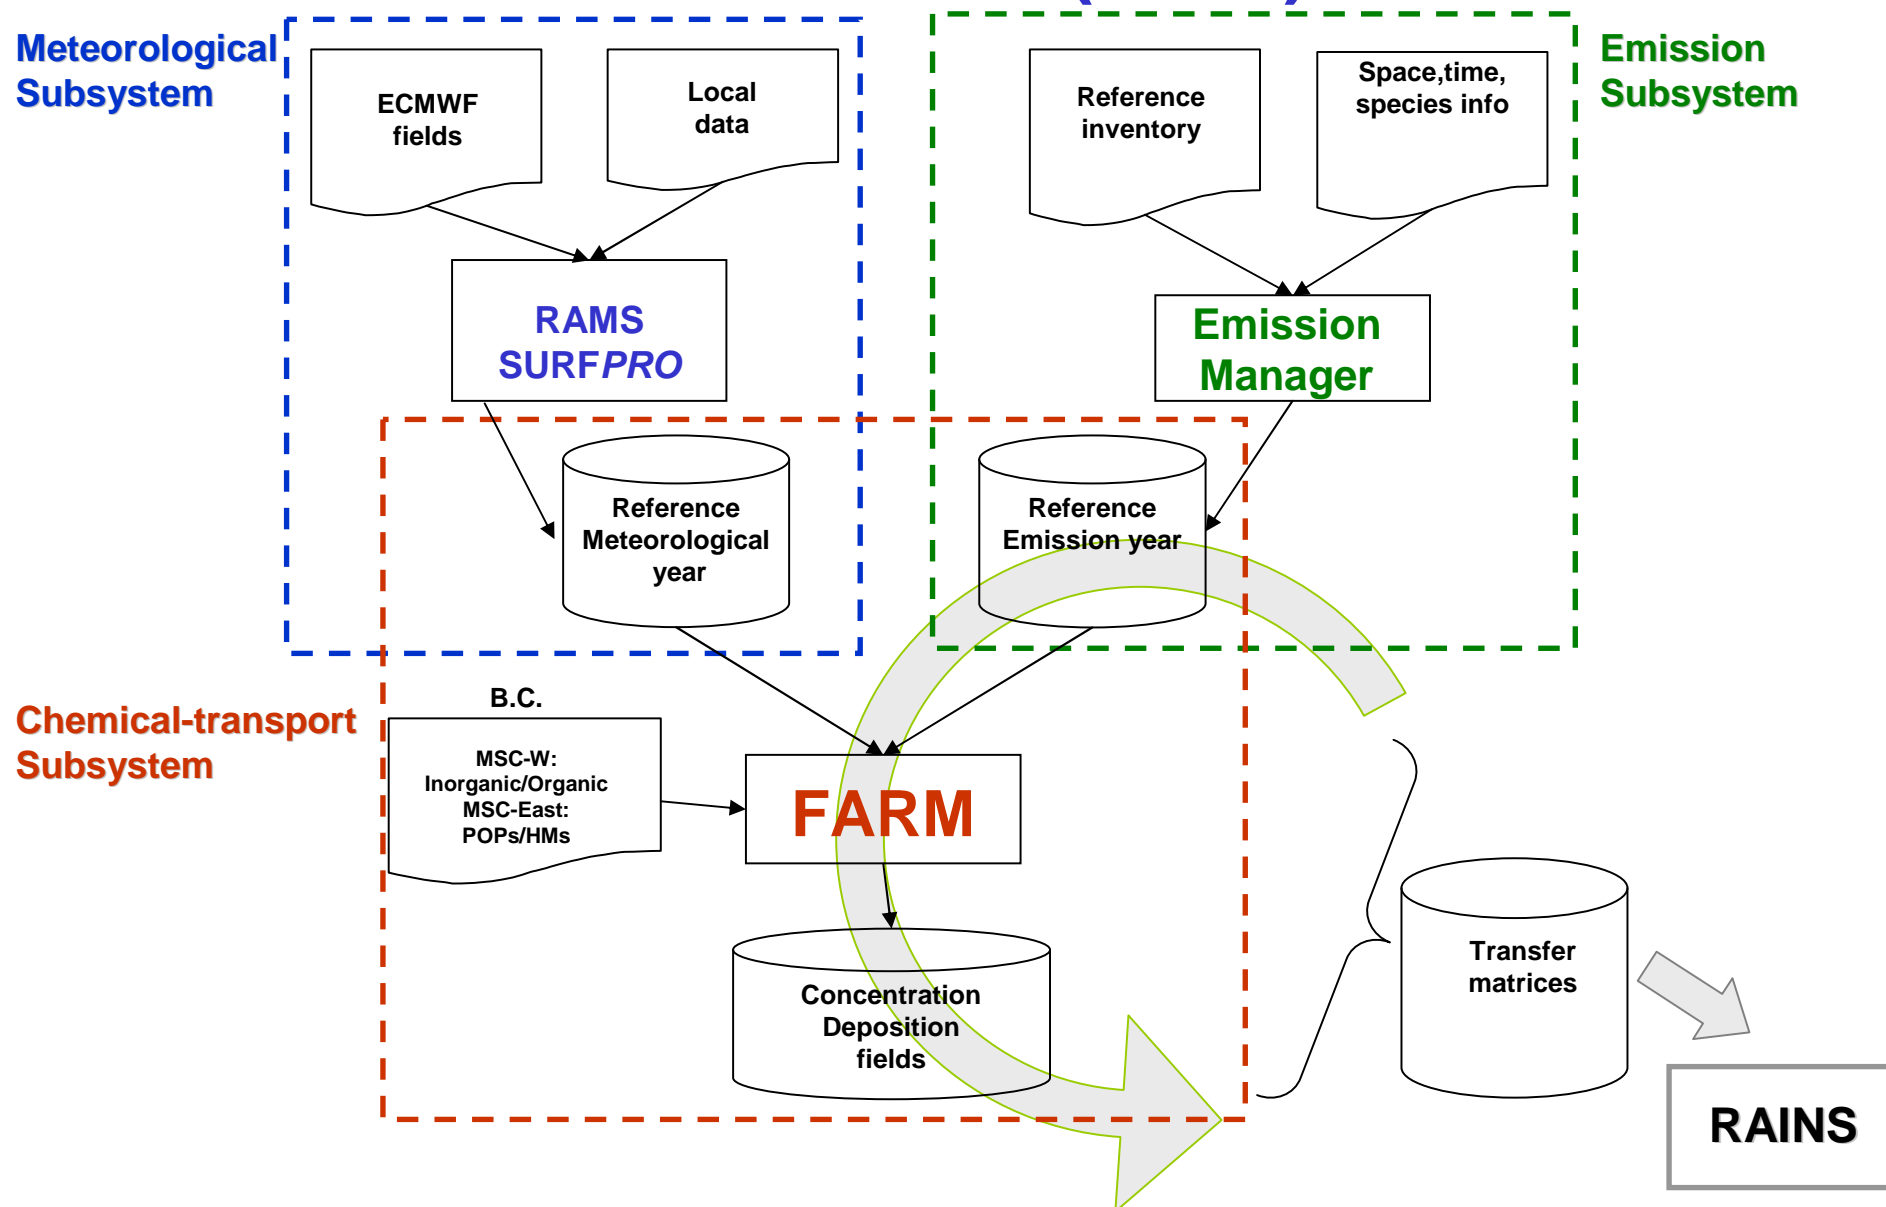 Meteorological
Subsystem
ECMWF
fields
Local
data
Reference
inventory
Space,time,
species info
Emission
Subsystem
RAMS
SURFPRO
Emission
Manager
Reference
Meteorological
year
Reference
Emission year
Chemical-transport
Subsystem
B.C.
MSC-W:
Inorganic/Organic
MSC-East:
POPs/HMs
FARM
Concentration
Deposition
fields
Transfer
matrices
RAINS